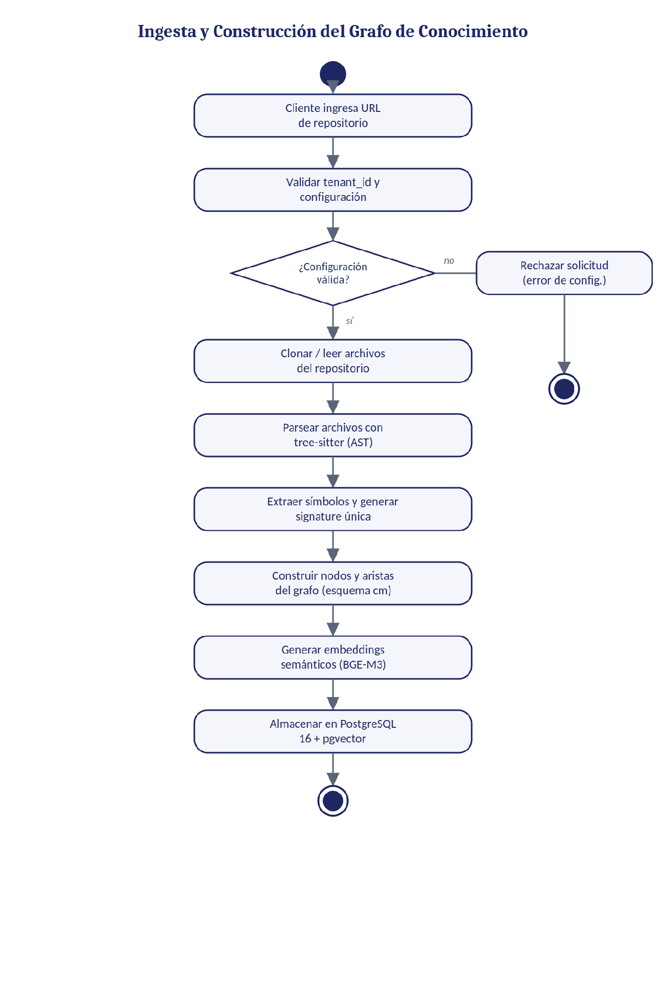 Ingesta y Construcción del Grafo de Conocimiento
Cliente ingresa URL
de repositorio
Validar tenant_id y
configuración
¿Configuración
válida?
no
Rechazar solicitud
(error de config.)
sí
Clonar / leer archivos
del repositorio
Parsear archivos con
tree-sitter (AST)
Extraer símbolos y generar
signature única
Construir nodos y aristas
del grafo (esquema cm)
Generar embeddings
semánticos (BGE-M3)
Almacenar en PostgreSQL
16 + pgvector